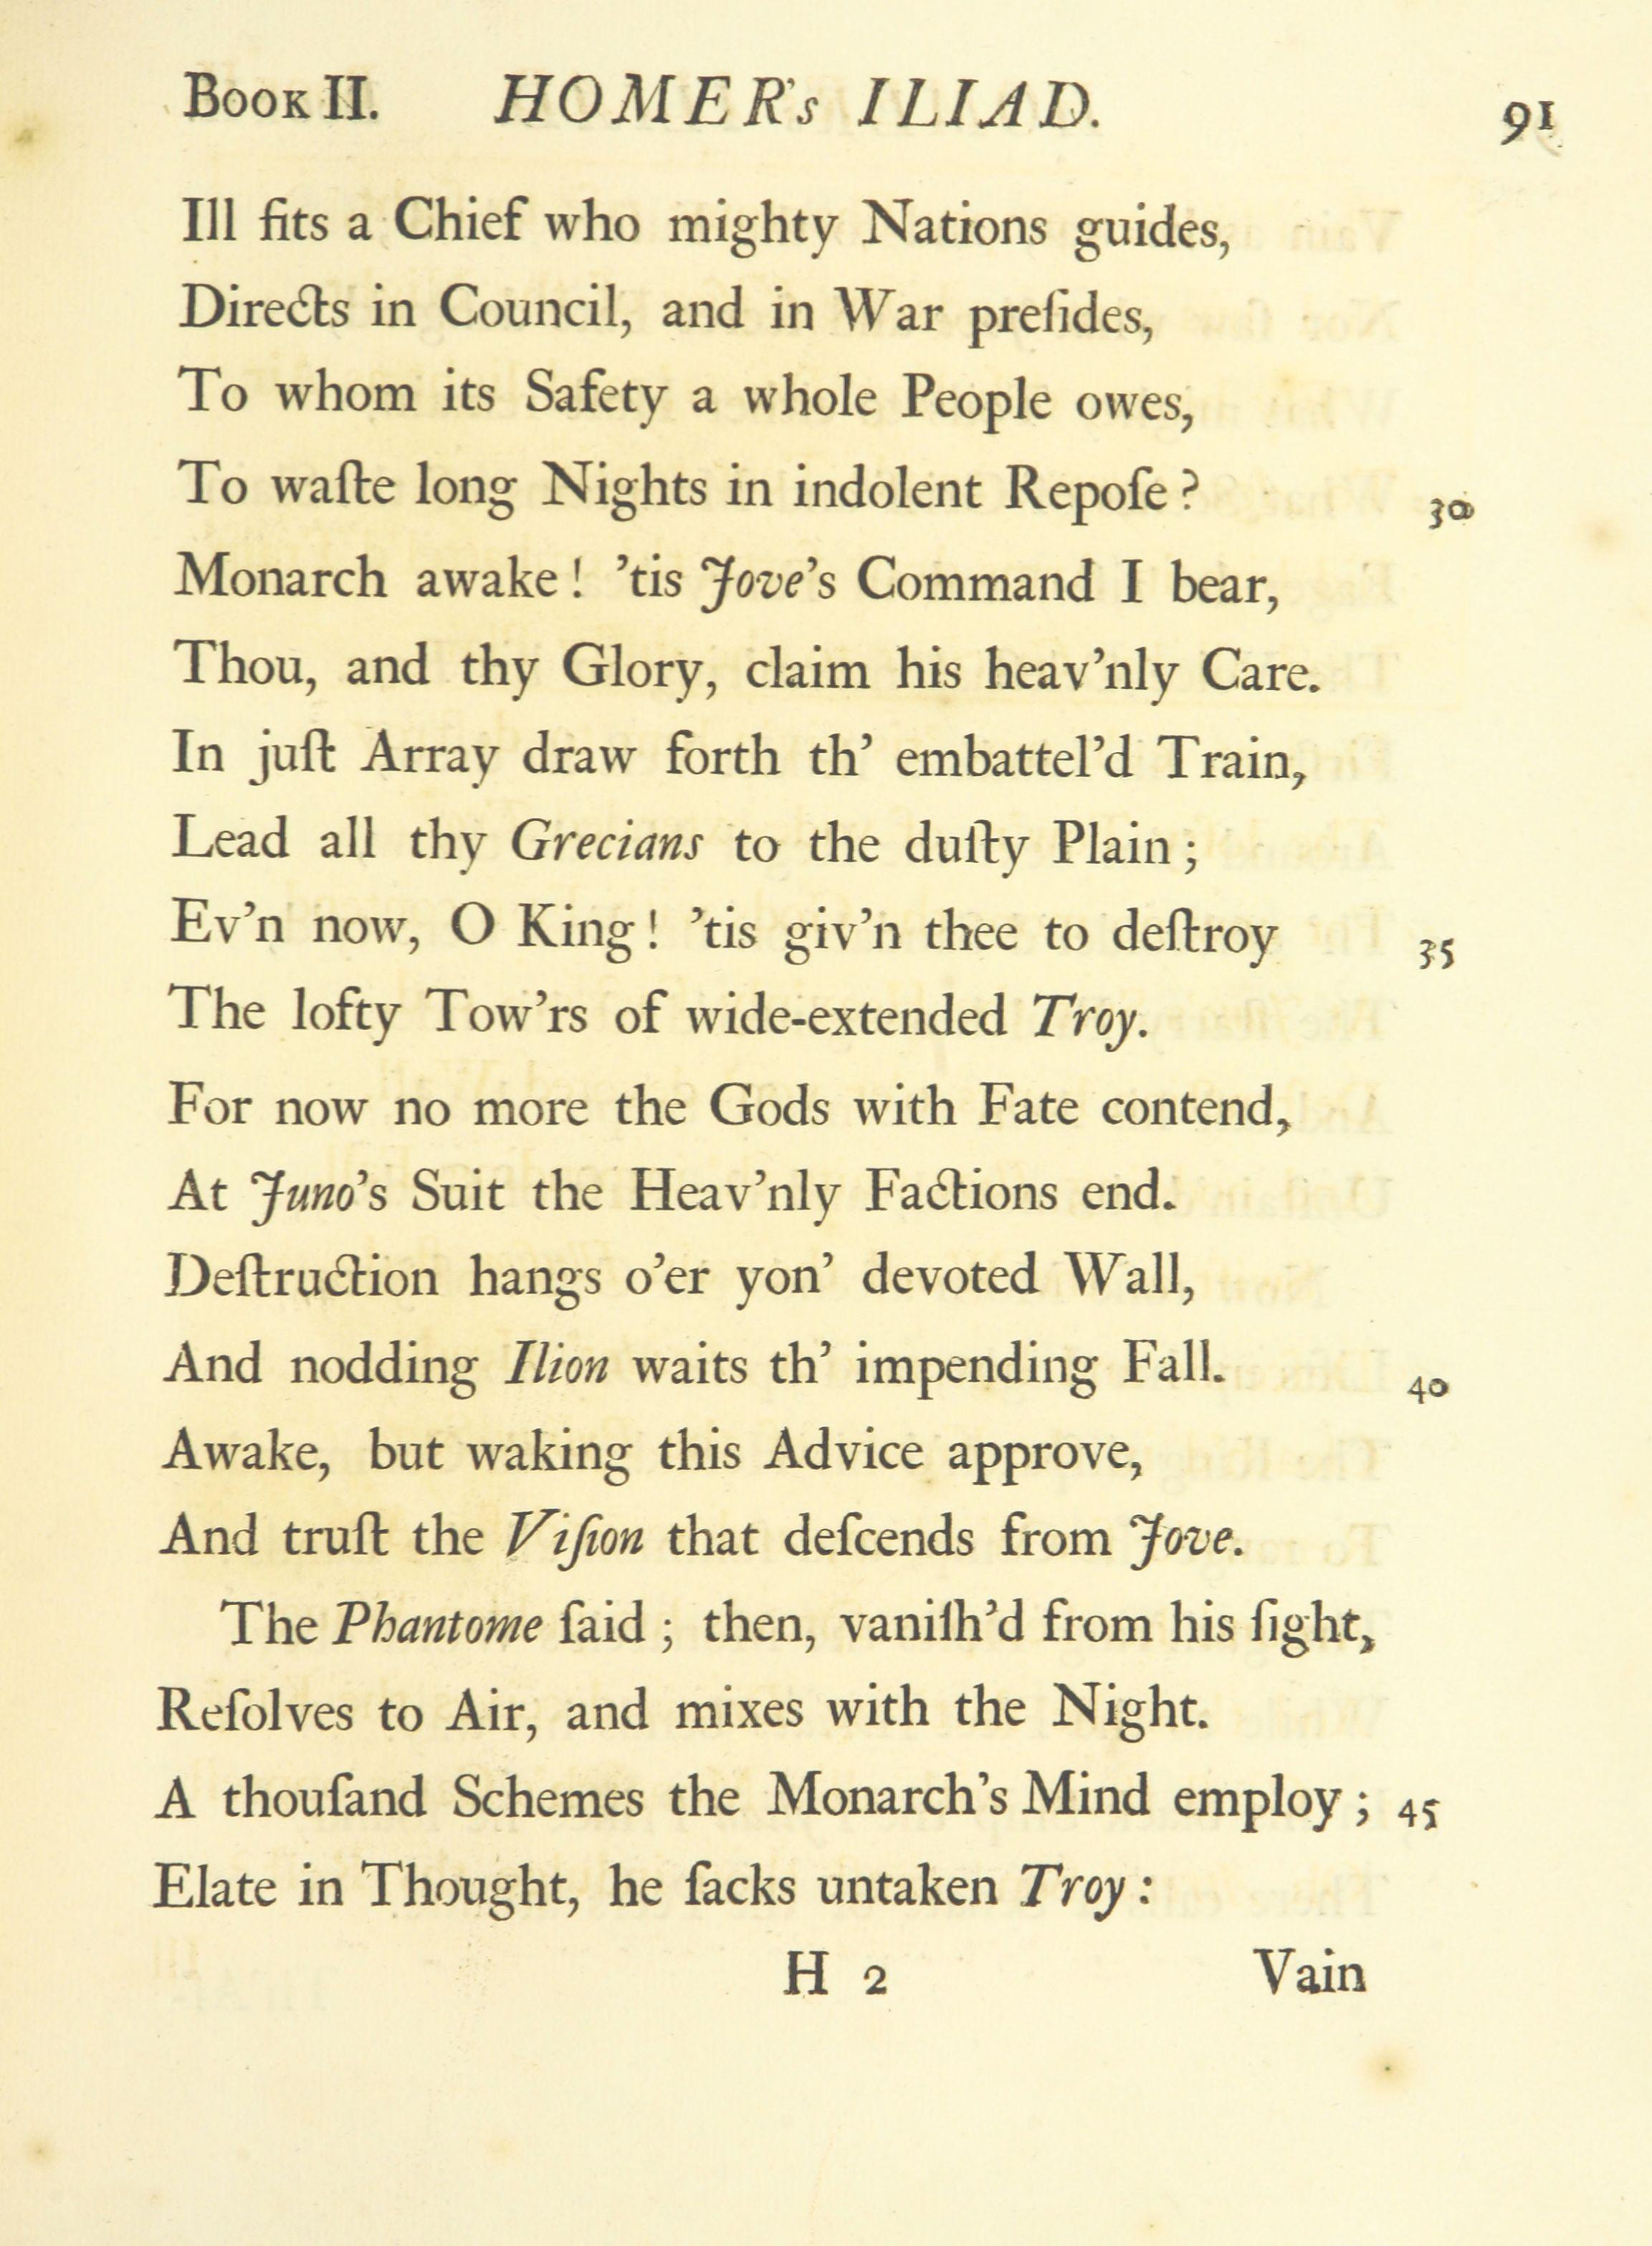 BOOK II. HOMER's ILIAD. 91
Ill fits a Chief who mighty Nations guides,
Directs in Council, and in War preſides,
To whom its Safety a whole People owes,
To waſte long Nights in indolent Repoſe? 30
Monarch awake! ’tis Jove’s Command I bear,
Thou, and thy Glory, claim his heav’nly Care.
In juſt Array draw forth th’ embattel’d Train,
Lead all thy Grecians to the duſty Plain;
Ev’n now, O King! ’tis giv’n thee to deſtroy 35
The lofty Tow’rs of wide-extended Troy.
For now no more the Gods with Fate contend,
At Juno’s Suit the Heav’nly Factions end.
Deſtruction hangs o’er yon’ devoted Wall,
And nodding Ilion waits th’ impending Fall. 40
Awake, but waking this Advice approve,
And truſt the Viſion that deſcends from Jove.
The Phantome ſaid; then, vaniſh’d from his ſight,
Reſolves to Air, and mixes with the Night.
A thouſand Schemes the Monarch’s Mind employ; 45
Elate in Thought, he ſacks untaken Troy:
H 2 Vain